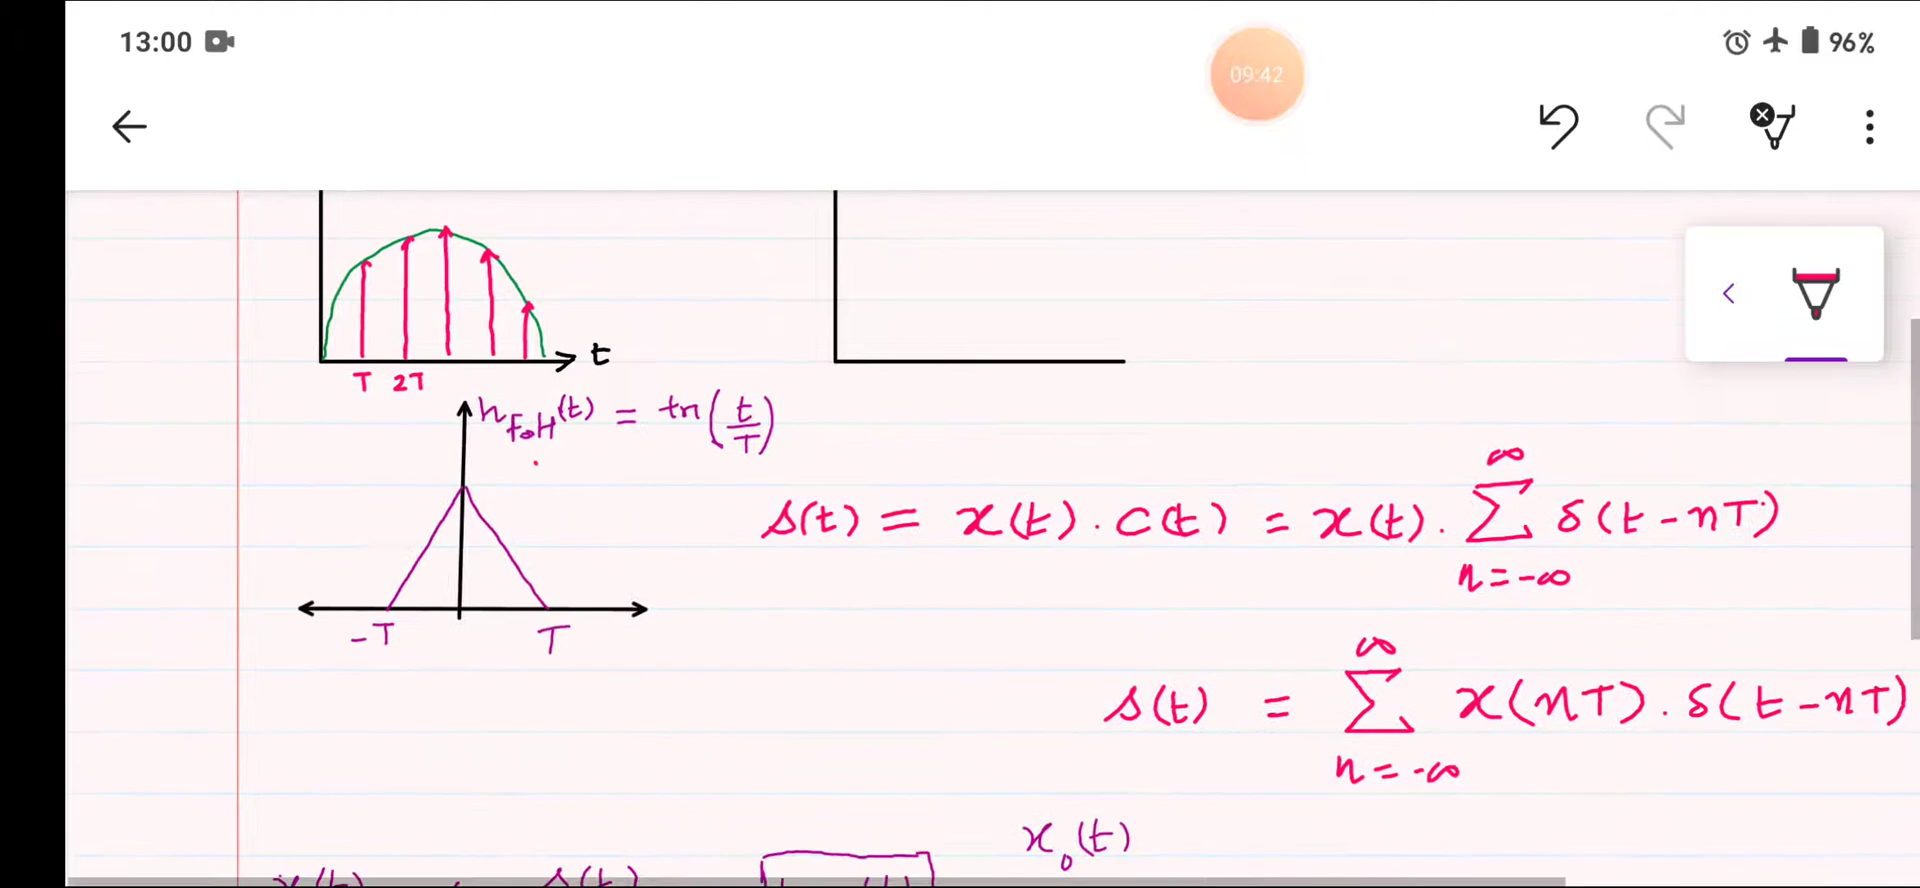 13:00
09:42
96%
t
T 2T
h_FOH(t) = tri(t/T)
-T T
s(t) = x(t) . c(t) = x(t) . ∑_{n=-∞}^{∞} δ(t-nT)
s(t) = ∑_{n=-∞}^{∞} x(nT) . δ(t-nT)
x_0(t)
x(t) s(t)